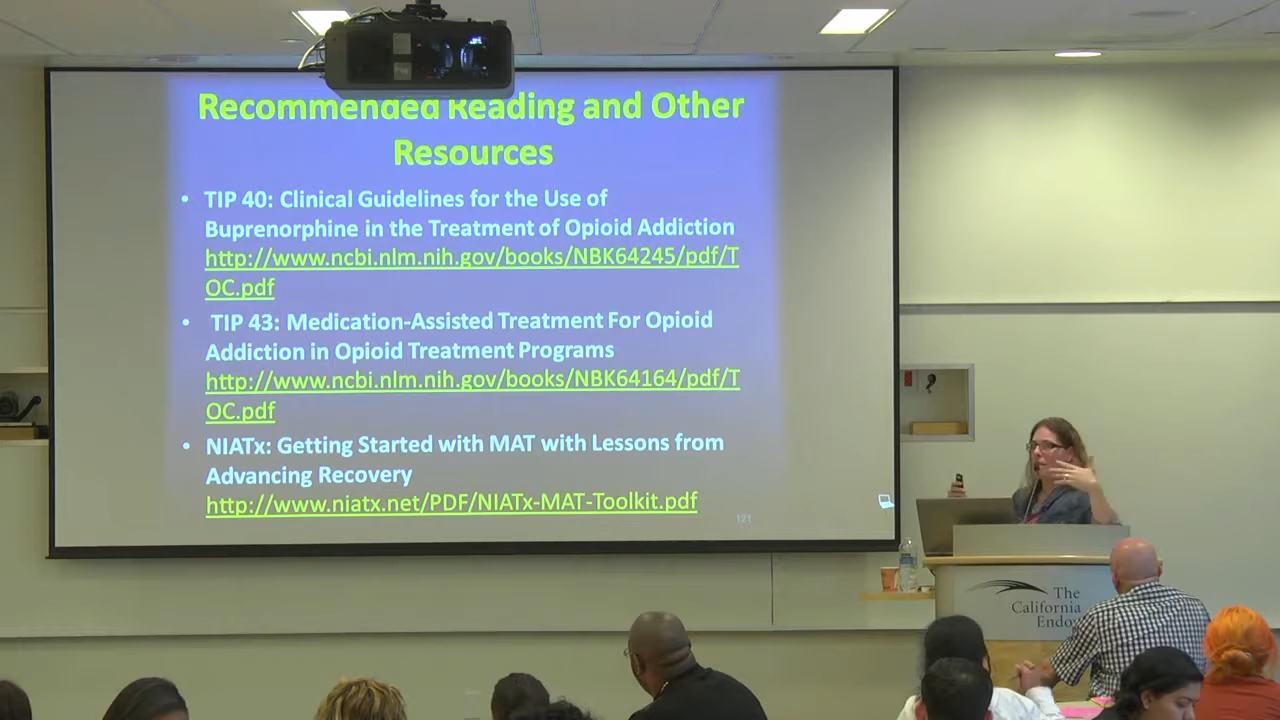 Recommended Reading and Other
Resources
• TIP 40: Clinical Guidelines for the Use of
Buprenorphine in the Treatment of Opioid Addiction
http://www.ncbi.nlm.nih.gov/books/NBK64245/pdf/T
OC.pdf
• TIP 43: Medication-Assisted Treatment For Opioid
Addiction in Opioid Treatment Programs
http://www.ncbi.nlm.nih.gov/books/NBK64164/pdf/T
OC.pdf
• NIATx: Getting Started with MAT with Lessons from
Advancing Recovery
http://www.niatx.net/PDF/NIATx-MAT-Toolkit.pdf
121
The
California